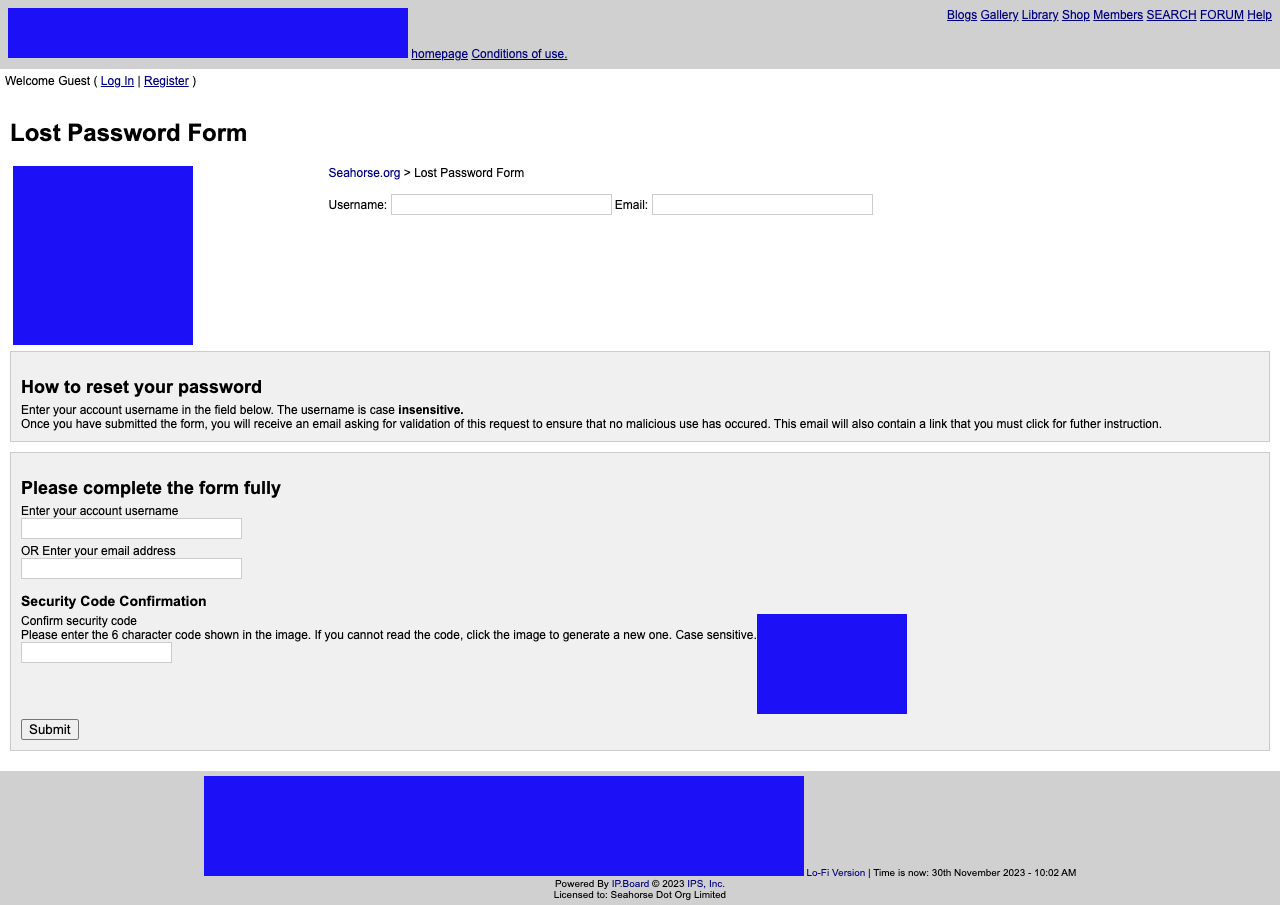 Blogs Gallery Library Shop Members SEARCH FORUM Help
homepage Conditions of use.
Welcome Guest ( Log In | Register )
Lost Password Form
Seahorse.org > Lost Password Form
Username: Email:
How to reset your password
Enter your account username in the field below. The username is case insensitive.
Once you have submitted the form, you will receive an email asking for validation of this request to ensure that no malicious use has occured. This email will also contain a link that you must click for futher instruction.
Please complete the form fully
Enter your account username
OR Enter your email address
Security Code Confirmation
Confirm security code
Please enter the 6 character code shown in the image. If you cannot read the code, click the image to generate a new one. Case sensitive.
Submit
Lo-Fi Version | Time is now: 30th November 2023 - 10:02 AM
Powered By IP.Board © 2023 IPS, Inc.
Licensed to: Seahorse Dot Org Limited